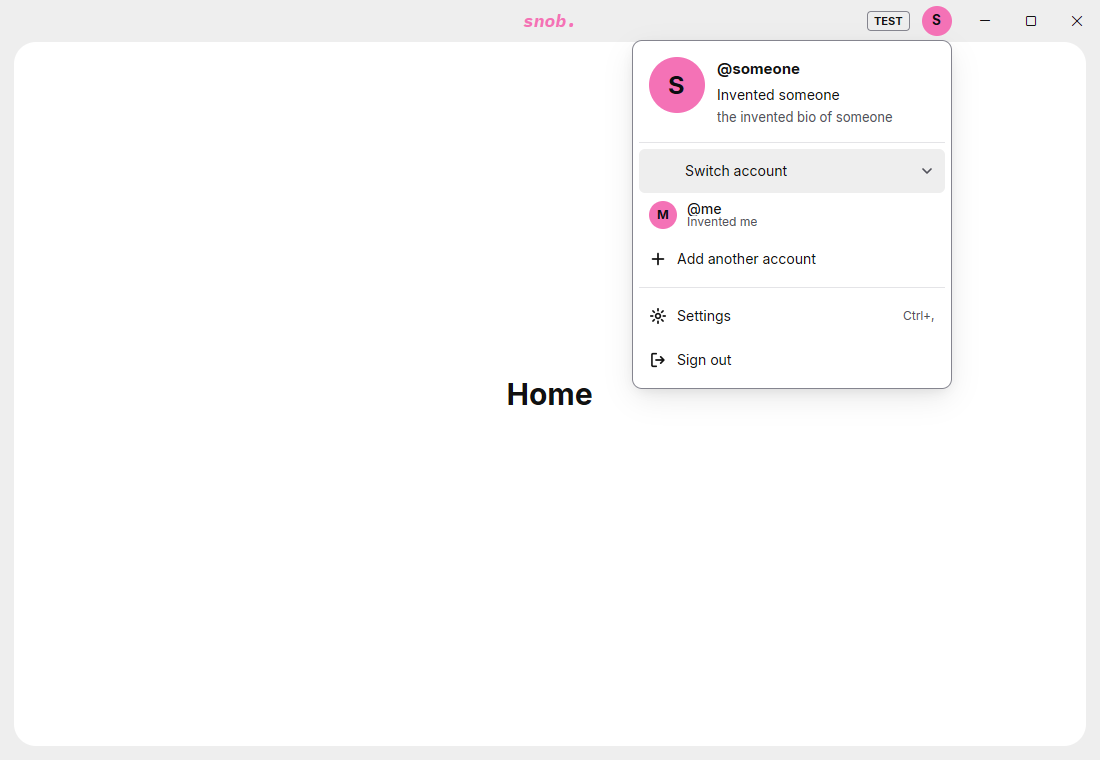 snob.
TEST
S
S
@someone
Invented someone
the invented bio of someone
Switch account
M
@me
Invented me
Add another account
Settings
Ctrl+,
Sign out
Home